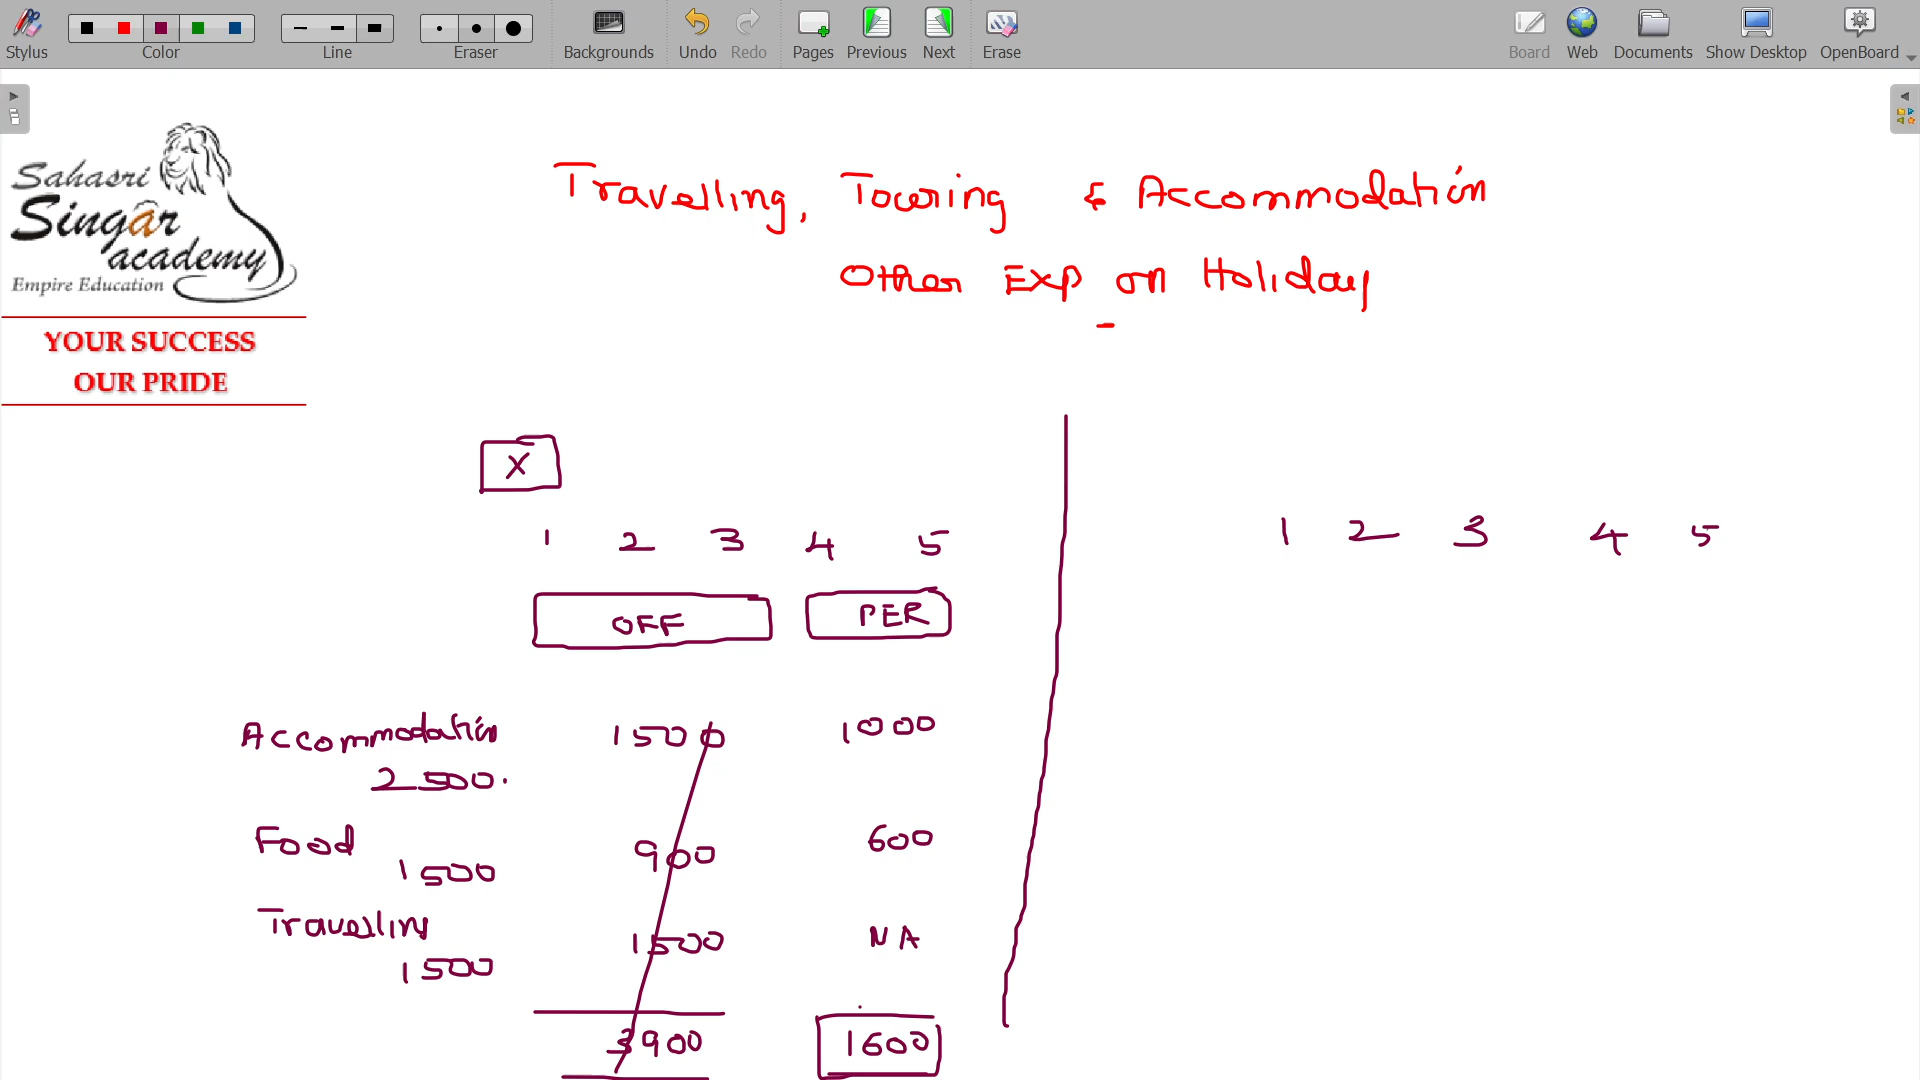 Stylus Color Line Eraser Backgrounds Undo Redo Pages Previous Next Erase Board Web Documents Show Desktop OpenBoard
Sahasri
Singar
academy
Empire Education
YOUR SUCCESS
OUR PRIDE
Travelling, Touring & Accommodation
Other Exp on Holiday
X
1 2 3 4 5
OFF PER
1 2 3 4 5
Accommodation 1500 1000
2500.
Food 900 600
1500
Travelling 1500 NA
1500
3900 1600